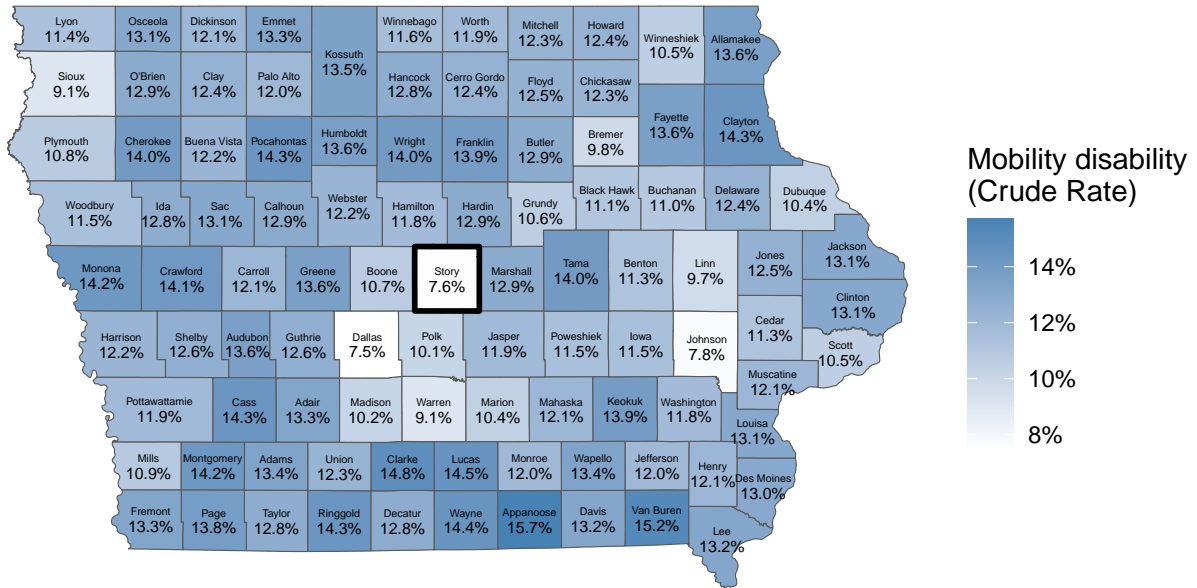 Lyon
11.4%
Osceola
13.1%
Dickinson
12.1%
Emmet
13.3%
Kossuth
13.5%
Winnebago
11.6%
Worth
11.9%
Mitchell
12.3%
Howard
12.4%
Winneshiek
10.5%
Allamakee
13.6%
Sioux
9.1%
O'Brien
12.9%
Clay
12.4%
Palo Alto
12.0%
Hancock
12.8%
Cerro Gordo
12.4%
Floyd
12.5%
Chickasaw
12.3%
Fayette
13.6%
Clayton
14.3%
Plymouth
10.8%
Cherokee
14.0%
Buena Vista
12.2%
Pocahontas
14.3%
Humboldt
13.6%
Wright
14.0%
Franklin
13.9%
Butler
12.9%
Bremer
9.8%
Woodbury
11.5%
Ida
12.8%
Sac
13.1%
Calhoun
12.9%
Webster
12.2%
Hamilton
11.8%
Hardin
12.9%
Grundy
10.6%
Black Hawk
11.1%
Buchanan
11.0%
Delaware
12.4%
Dubuque
10.4%
Monona
14.2%
Crawford
14.1%
Carroll
12.1%
Greene
13.6%
Boone
10.7%
Story
7.6%
Marshall
12.9%
Tama
14.0%
Benton
11.3%
Linn
9.7%
Jones
12.5%
Jackson
13.1%
Clinton
13.1%
Harrison
12.2%
Shelby
12.6%
Audubon
13.6%
Guthrie
12.6%
Dallas
7.5%
Polk
10.1%
Jasper
11.9%
Poweshiek
11.5%
Iowa
11.5%
Johnson
7.8%
Cedar
11.3%
Scott
10.5%
Muscatine
12.1%
Pottawattamie
11.9%
Cass
14.3%
Adair
13.3%
Madison
10.2%
Warren
9.1%
Marion
10.4%
Mahaska
12.1%
Keokuk
13.9%
Washington
11.8%
Louisa
13.1%
Mills
10.9%
Montgomery
14.2%
Adams
13.4%
Union
12.3%
Clarke
14.8%
Lucas
14.5%
Monroe
12.0%
Wapello
13.4%
Jefferson
12.0%
Henry
12.1%
Des Moines
13.0%
Fremont
13.3%
Page
13.8%
Taylor
12.8%
Ringgold
14.3%
Decatur
12.8%
Wayne
14.4%
Appanoose
15.7%
Davis
13.2%
Van Buren
15.2%
Lee
13.2%
Mobility disability
(Crude Rate)
14%
12%
10%
8%